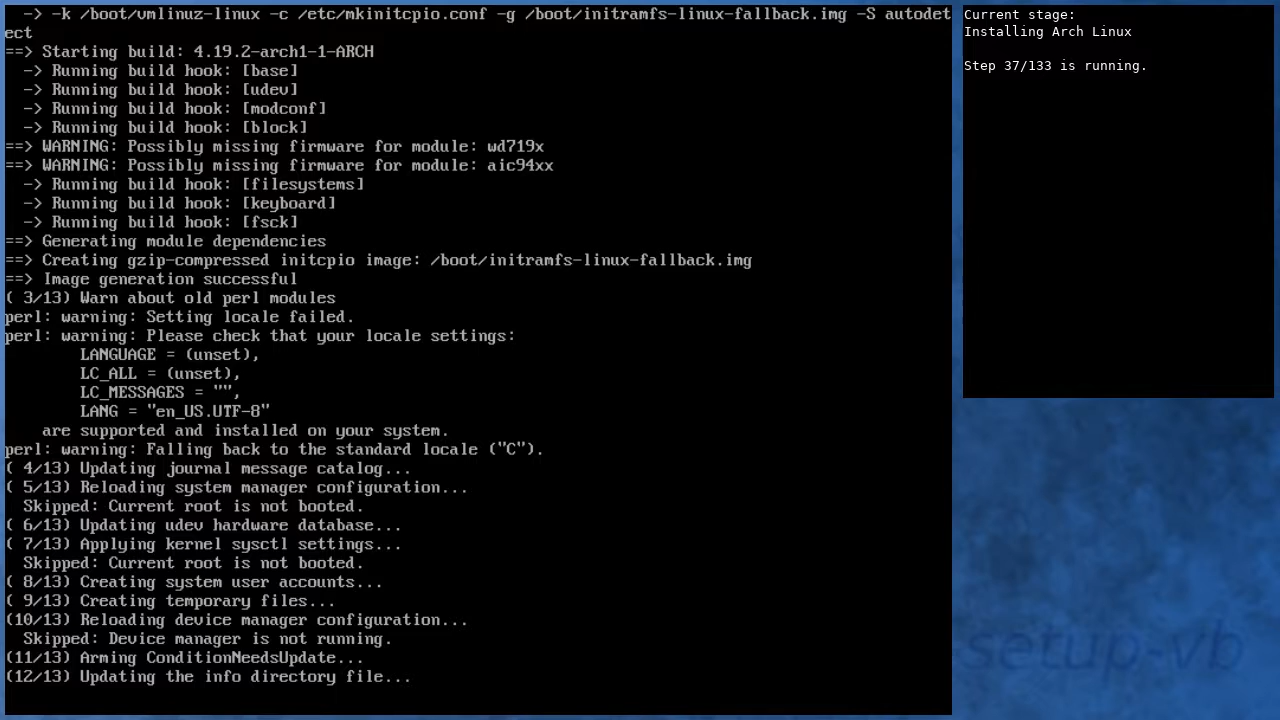 -> -k /boot/vmlinuz-linux -c /etc/mkinitcpio.conf -g /boot/initramfs-linux-fallback.img -S autodet
ect
==> Starting build: 4.19.2-arch1-1-ARCH
  -> Running build hook: [base]
  -> Running build hook: [udev]
  -> Running build hook: [modconf]
  -> Running build hook: [block]
==> WARNING: Possibly missing firmware for module: wd719x
==> WARNING: Possibly missing firmware for module: aic94xx
  -> Running build hook: [filesystems]
  -> Running build hook: [keyboard]
  -> Running build hook: [fsck]
==> Generating module dependencies
==> Creating gzip-compressed initcpio image: /boot/initramfs-linux-fallback.img
==> Image generation successful
( 3/13) Warn about old perl modules
perl: warning: Setting locale failed.
perl: warning: Please check that your locale settings:
        LANGUAGE = (unset),
        LC_ALL = (unset),
        LC_MESSAGES = "",
        LANG = "en_US.UTF-8"
    are supported and installed on your system.
perl: warning: Falling back to the standard locale ("C").
( 4/13) Updating journal message catalog...
( 5/13) Reloading system manager configuration...
  Skipped: Current root is not booted.
( 6/13) Updating udev hardware database...
( 7/13) Applying kernel sysctl settings...
  Skipped: Current root is not booted.
( 8/13) Creating system user accounts...
( 9/13) Creating temporary files...
(10/13) Reloading device manager configuration...
  Skipped: Device manager is not running.
(11/13) Arming ConditionNeedsUpdate...
(12/13) Updating the info directory file...
Current stage:
Installing Arch Linux
Step 37/133 is running.
setup-vb